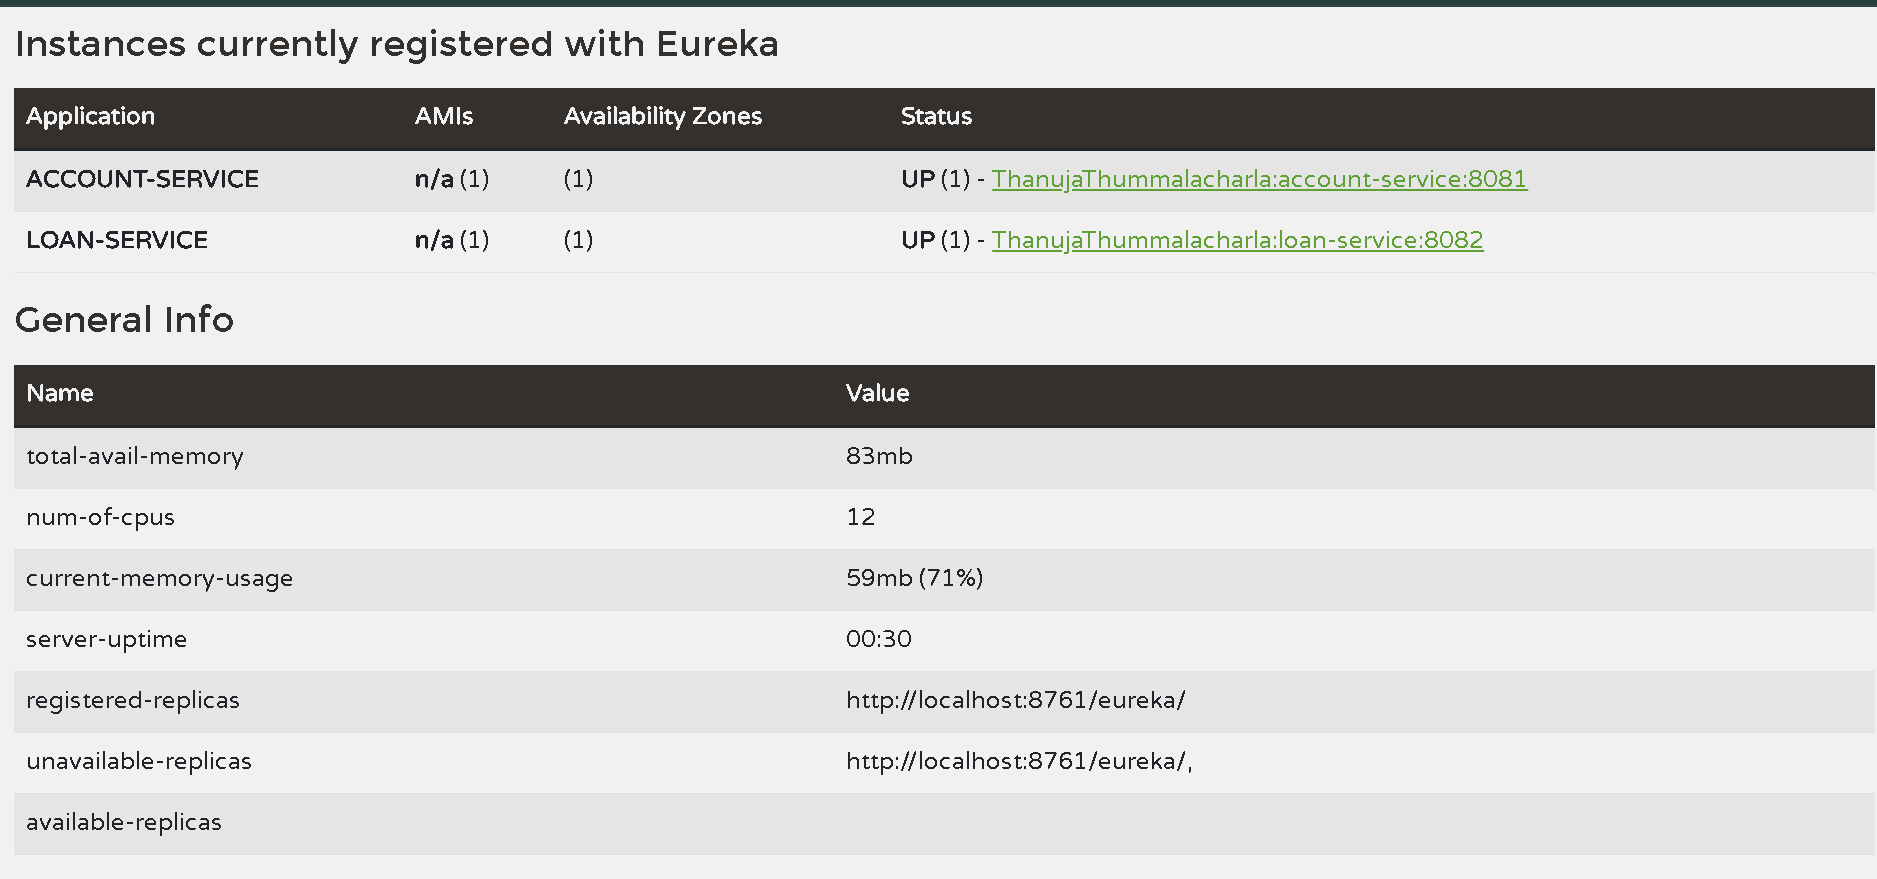 Instances currently registered with Eureka
Application AMIs Availability Zones Status
ACCOUNT-SERVICE n/a (1) (1) UP (1) - ThanujaThummalacharla:account-service:8081
LOAN-SERVICE n/a (1) (1) UP (1) - ThanujaThummalacharla:loan-service:8082
General Info
Name Value
total-avail-memory 83mb
num-of-cpus 12
current-memory-usage 59mb (71%)
server-uptime 00:30
registered-replicas http://localhost:8761/eureka/
unavailable-replicas http://localhost:8761/eureka/,
available-replicas